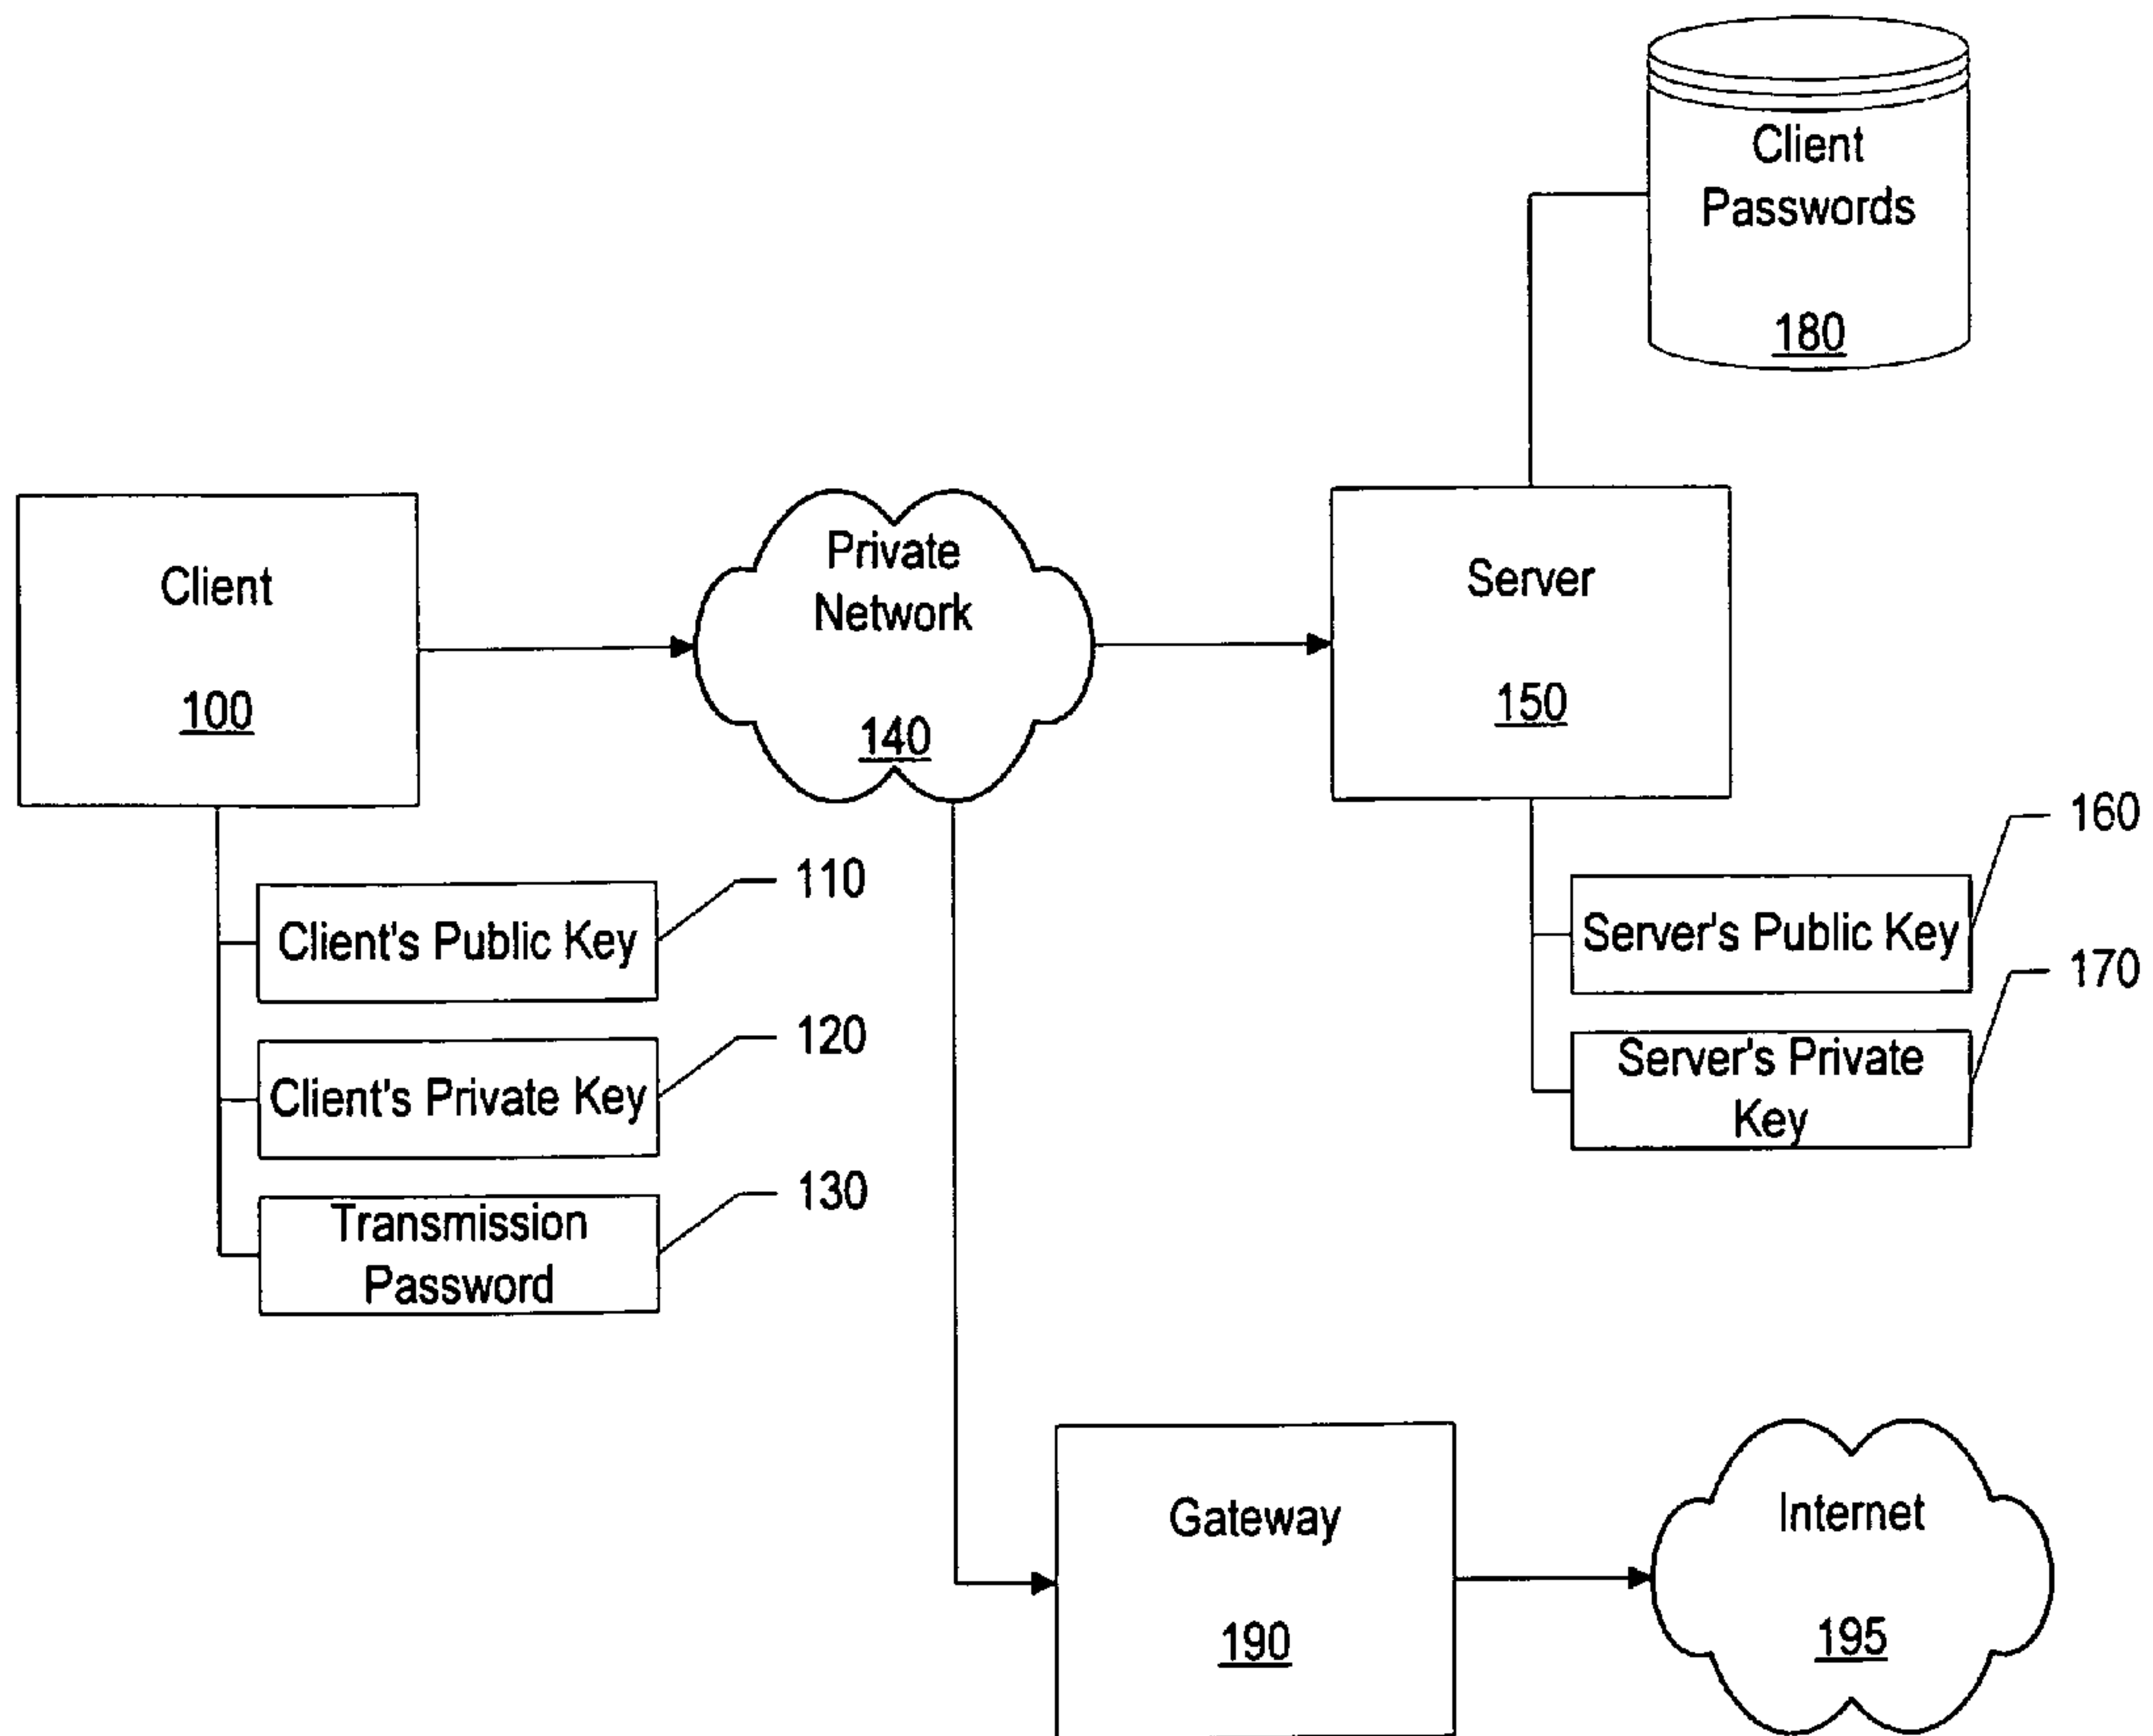 Client
Passwords
180
Client
100
Private
Network
140
Server
150
160
Server's Public Key
170
Server's Private
Key
110
Client's Public Key
120
Client's Private Key
130
Transmission
Password
Gateway
190
Internet
195